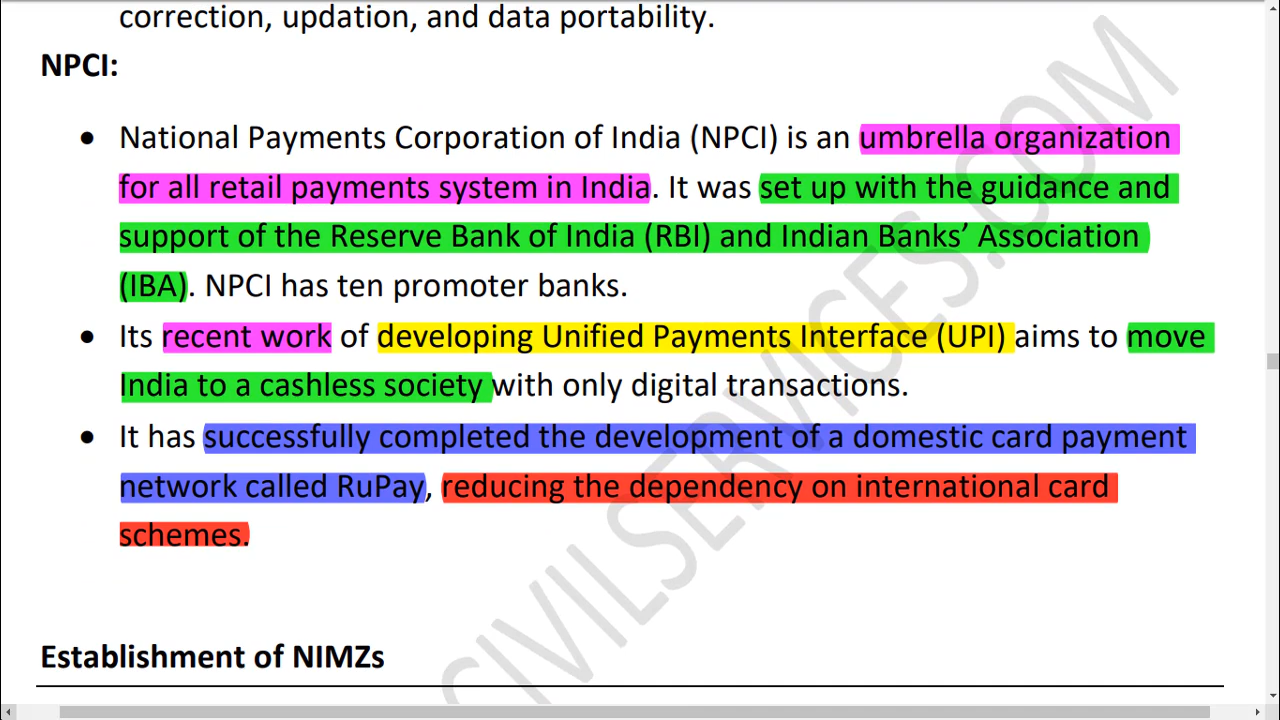 correction, updation, and data portability.
NPCI:
• National Payments Corporation of India (NPCI) is an umbrella organization
for all retail payments system in India. It was set up with the guidance and
support of the Reserve Bank of India (RBI) and Indian Banks’ Association
(IBA). NPCI has ten promoter banks.
• Its recent work of developing Unified Payments Interface (UPI) aims to move
India to a cashless society with only digital transactions.
• It has successfully completed the development of a domestic card payment
network called RuPay, reducing the dependency on international card
schemes.
Establishment of NIMZs
CIVILSERVICES.COM